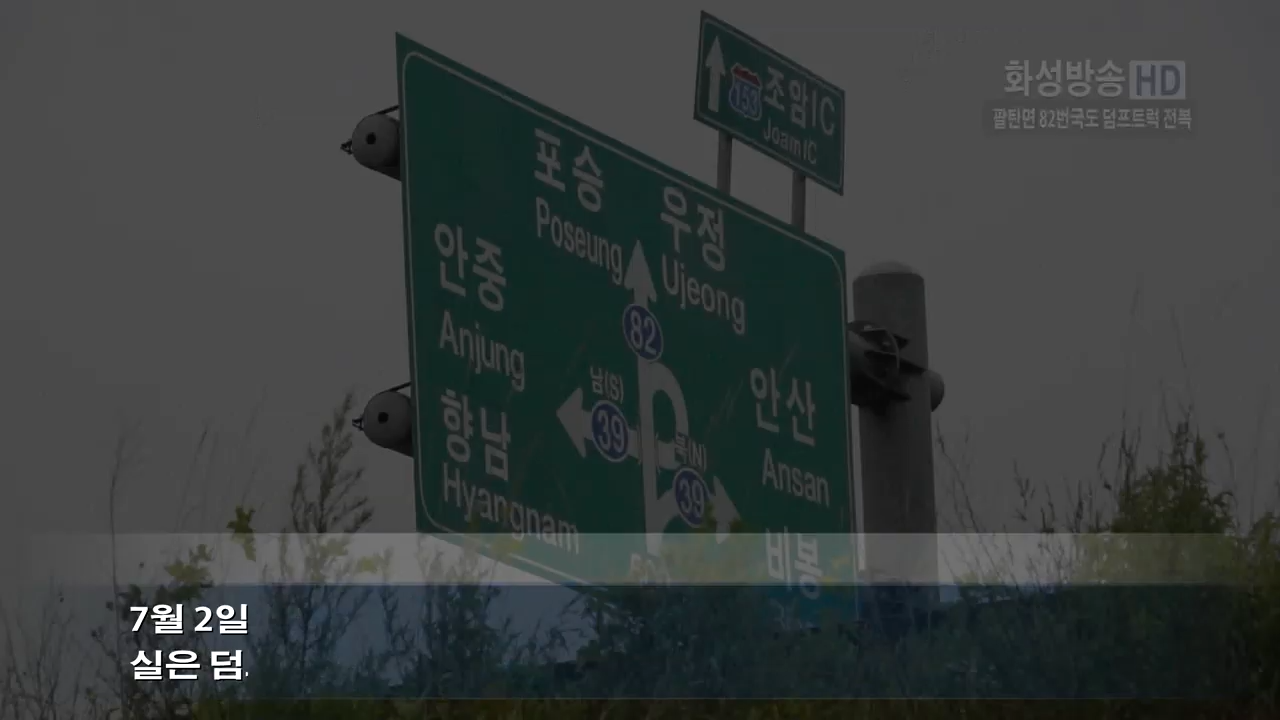 화성방송HD
팔탄면 82번국도 덤프트럭 전복
153
조암IC
Joam IC
포승
Poseung
우정
Ujeong
82
안중
Anjung
향남
Hyangnam
남(S)
39
북(N)
39
안산
Ansan
비봉
7월 2일
실은 덤